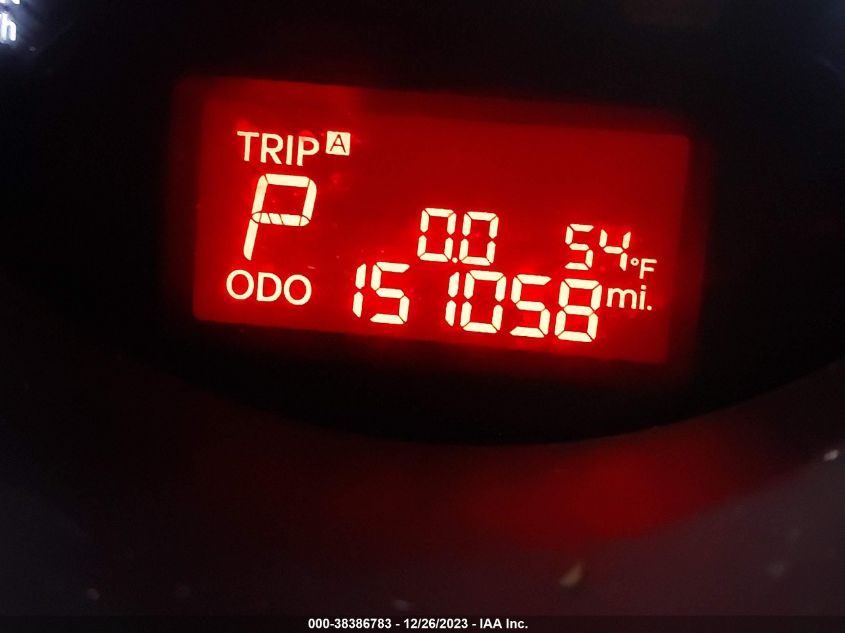 h
TRIP A
P
0.0 54°F
ODO 151058 mi.
000-38386783 - 12/26/2023 - IAA Inc.